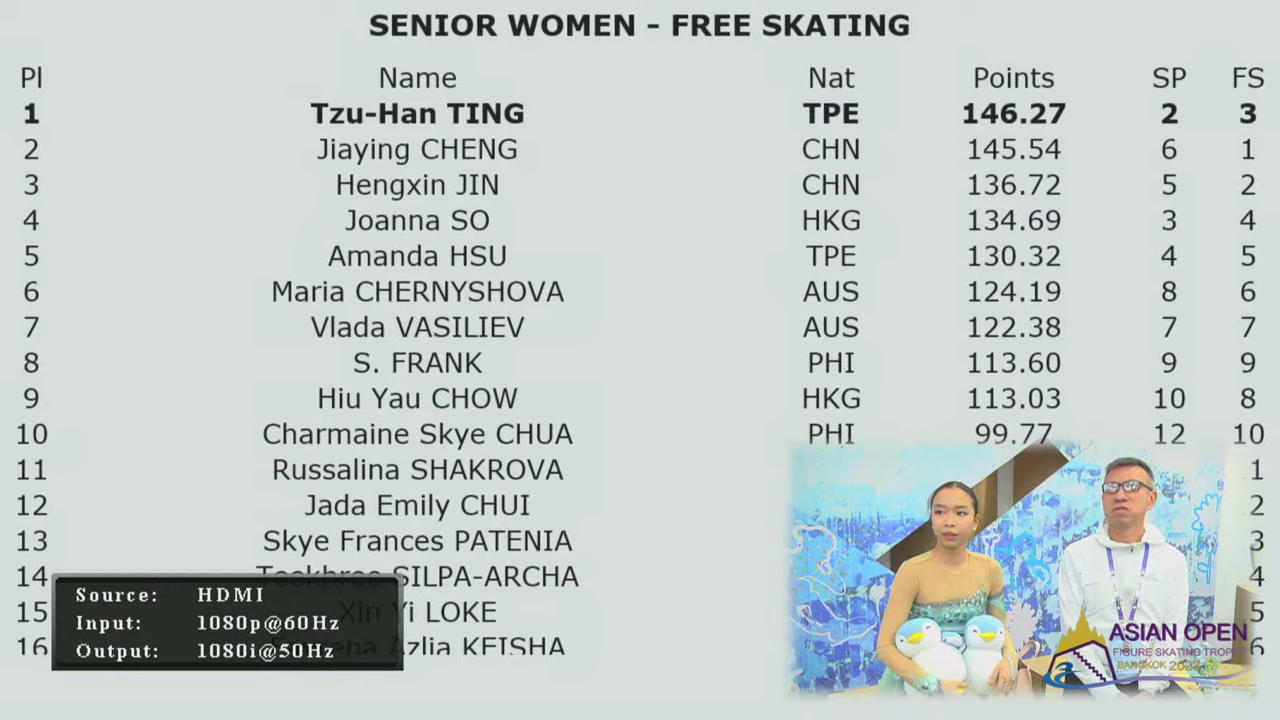 SENIOR WOMEN - FREE SKATING
Pl Name Nat Points SP FS
1 Tzu-Han TING TPE 146.27 2 3
2 Jiaying CHENG CHN 145.54 6 1
3 Hengxin JIN CHN 136.72 5 2
4 Joanna SO HKG 134.69 3 4
5 Amanda HSU TPE 130.32 4 5
6 Maria CHERNYSHOVA AUS 124.19 8 6
7 Vlada VASILIEV AUS 122.38 7 7
8 S. FRANK PHI 113.60 9 9
9 Hiu Yau CHOW HKG 113.03 10 8
10 Charmaine Skye CHUA PHI 99.77 12 10
11 Russalina SHAKROVA 1
12 Jada Emily CHUI 2
13 Skye Frances PATENIA 3
14 SILPA-ARCHA 4
15 Xin Yi LOKE 5
16 Azlia KEISHA 6
Source: HDMI
Input: 1080p@60Hz
Output: 1080i@50Hz
ASIAN OPEN
FIGURE SKATING TROPHY
BANGKOK